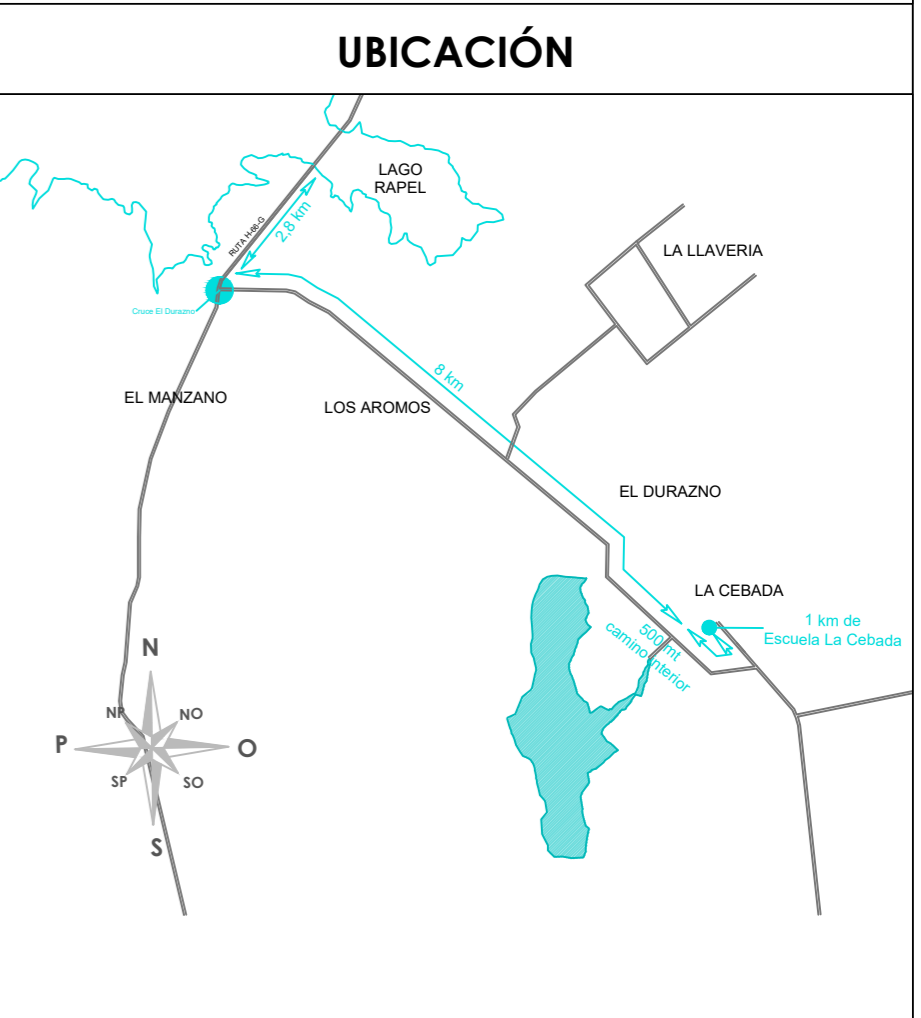 UBICACIÓN
LAGO
RAPEL
RUTA H-66-G
2,8 km
LA LLAVERIA
Cruce El Durazno
8 km
EL MANZANO
LOS AROMOS
EL DURAZNO
LA CEBADA
1 km de
Escuela La Cebada
500 mt
camino interior
N
NP
NO
P
O
SP
SO
S